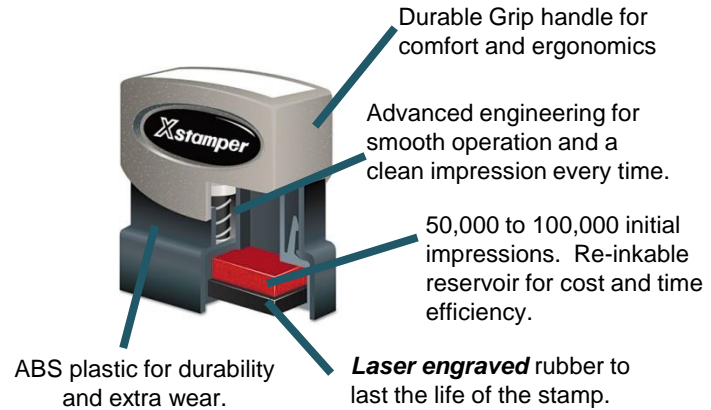 Durable Grip handle for
comfort and ergonomics
Xstamper
Advanced engineering for
smooth operation and a
clean impression every time.
50,000 to 100,000 initial
impressions. Re-inkable
reservoir for cost and time
efficiency.
ABS plastic for durability
and extra wear.
Laser engraved rubber to
last the life of the stamp.